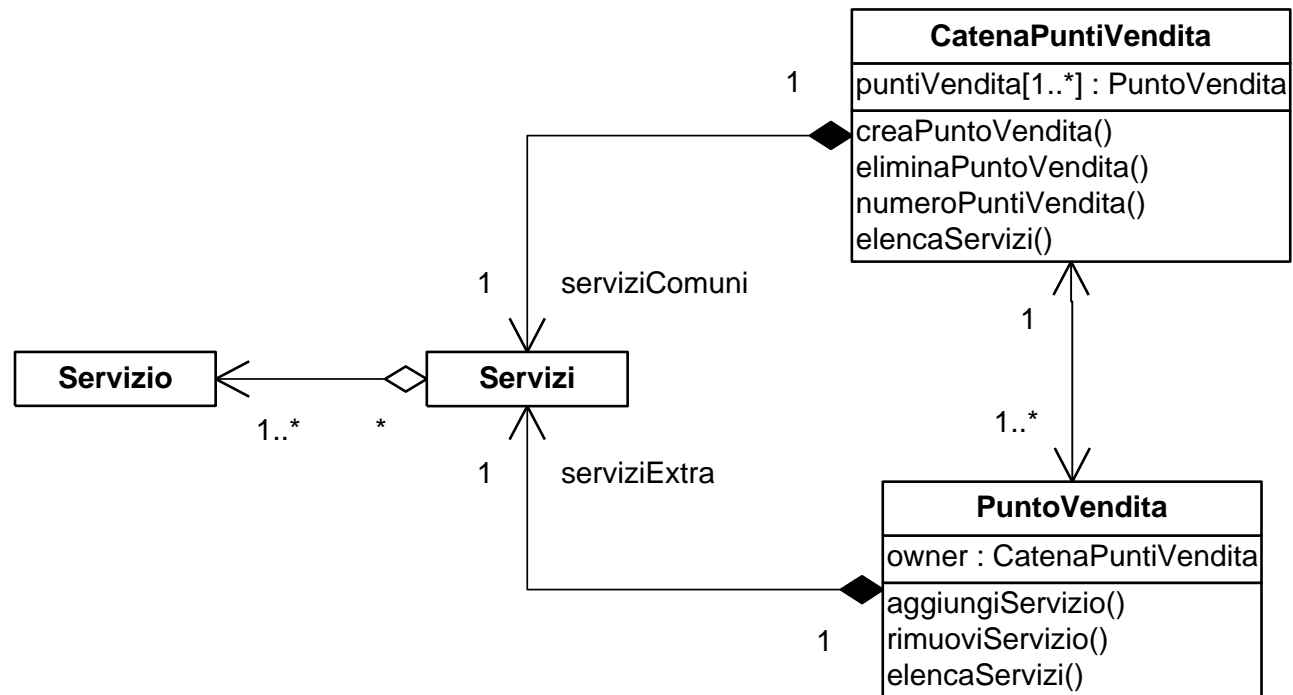 CatenaPuntiVendita
1
puntiVendita[1..*] : PuntoVendita
creaPuntoVendita()
eliminaPuntoVendita()
numeroPuntiVendita()
elencaServizi()
1
serviziComuni
1
Servizio
Servizi
1..*
*
1..*
1
serviziExtra
PuntoVendita
owner : CatenaPuntiVendita
aggiungiServizio()
1
rimuoviServizio()
elencaServizi()